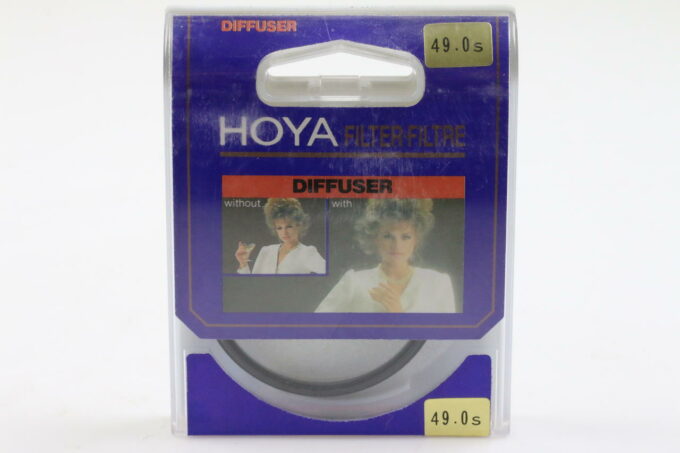 DIFFUSER
49.0s
HOYA FILTER·FILTRE
DIFFUSER
without
with
49.0s